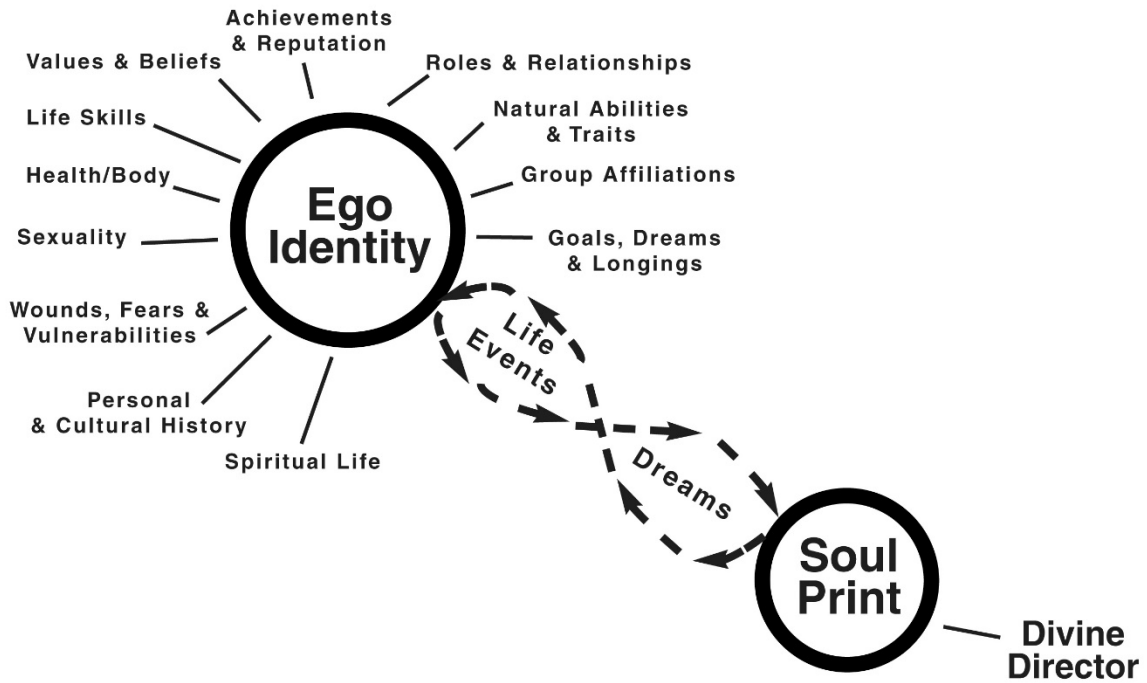 Achievements
& Reputation
Values & Beliefs
Roles & Relationships
Life Skills
Natural Abilities
& Traits
Health/Body
Group Affiliations
Ego
Identity
Sexuality
Goals, Dreams
& Longings
Wounds, Fears &
Vulnerabilities
Life
Events
Personal
& Cultural History
Spiritual Life
Dreams
Soul
Print
Divine
Director